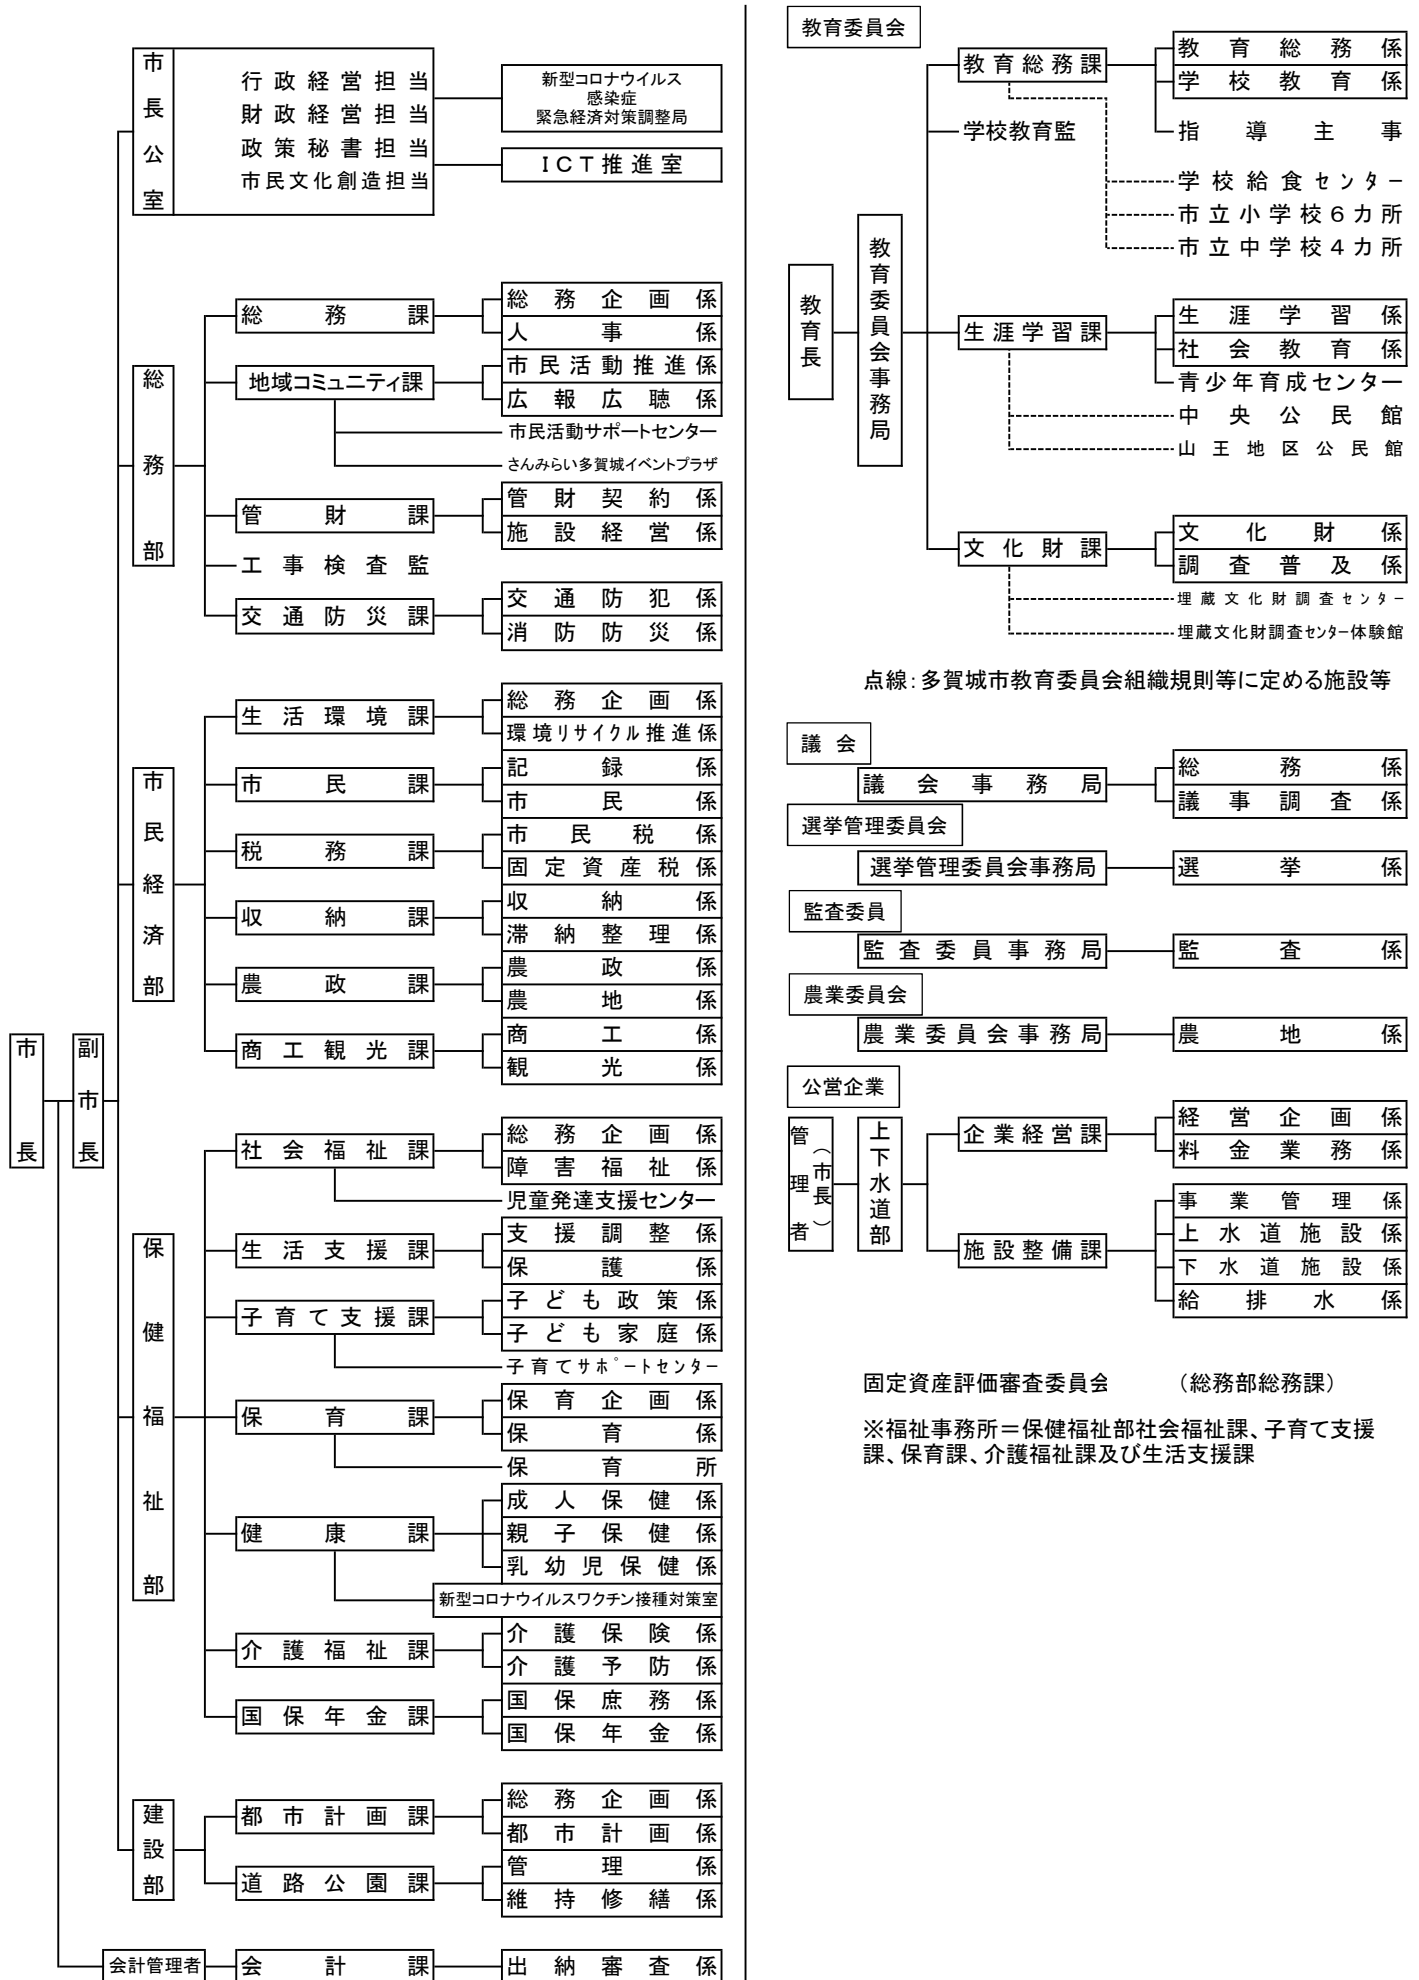 市長
副市長
市長公室
行政経営担当
財政経営担当
政策秘書担当
市民文化創造担当
新型コロナウイルス
感染症
緊急経済対策調整局
ICT推進室
総務部
総務課
総務企画係
人事係
地域コミュニティ課
市民活動推進係
広報広聴係
市民活動サポートセンター
さんみらい多賀城イベントプラザ
管財課
管財契約係
施設経営係
工事検査監
交通防災課
交通防犯係
消防防災係
市民経済部
生活環境課
総務企画係
環境リサイクル推進係
市民課
記録係
市民係
税務課
市民税係
固定資産税係
収納課
収納係
滞納整理係
農政課
農政係
農地係
商工観光課
商工係
観光係
保健福祉部
社会福祉課
総務企画係
障害福祉係
児童発達支援センター
生活支援課
支援調整係
保護係
子育て支援課
子ども政策係
子ども家庭係
子育てサポートセンター
保育課
保育企画係
保育係
保育所
健康課
成人保健係
親子保健係
乳幼児保健係
新型コロナウイルスワクチン接種対策室
介護福祉課
介護保険係
介護予防係
国保年金課
国保庶務係
国保年金係
建設部
都市計画課
総務企画係
都市計画係
道路公園課
管理係
維持修繕係
会計管理者
会計課
出納審査係
教育委員会
教育長
教育委員会事務局
教育総務課
教育総務係
学校教育係
指導主事
学校教育監
学校給食センター
市立小学校6カ所
市立中学校4カ所
生涯学習課
生涯学習係
社会教育係
青少年育成センター
中央公民館
山王地区公民館
文化財課
文化財係
調査普及係
埋蔵文化財調査センター
埋蔵文化財調査センター体験館
点線：多賀城市教育委員会組織規則等に定める施設等
議会
議会事務局
総務係
議事調査係
選挙管理委員会
選挙管理委員会事務局
選挙係
監査委員
監査委員事務局
監査係
農業委員会
農業委員会事務局
農地係
公営企業
管理者
（市長）
上下水道部
企業経営課
経営企画係
料金業務係
施設整備課
事業管理係
上水道施設係
下水道施設係
給排水係
固定資産評価審査委員会 （総務部総務課）
※福祉事務所＝保健福祉部社会福祉課、子育て支援
課、保育課、介護福祉課及び生活支援課